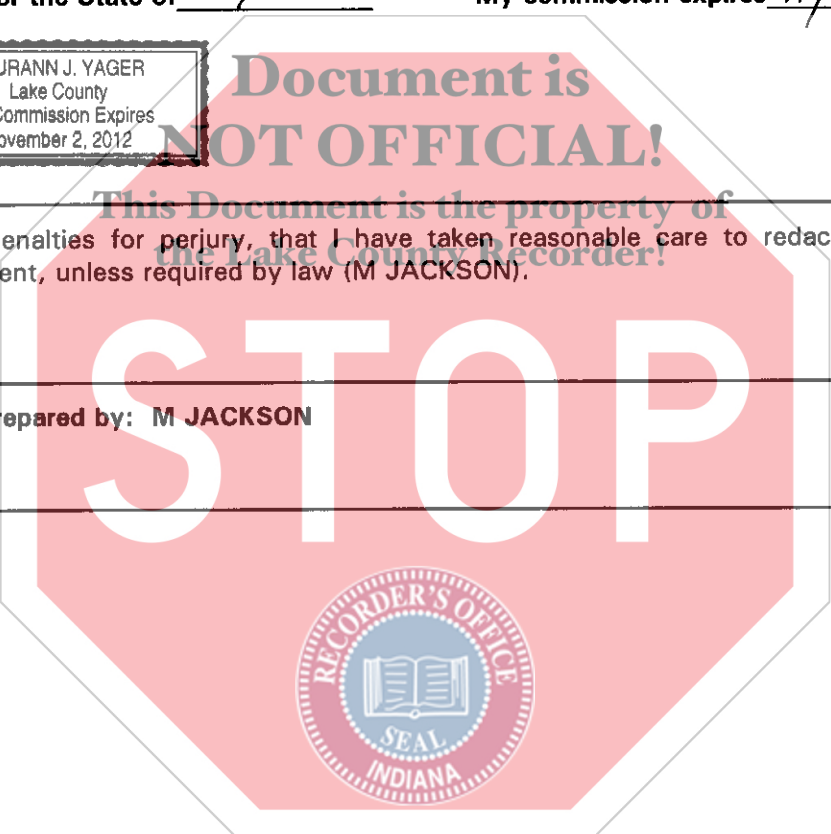 or the State of My commission expires
URANN J. YAGER
Lake County
Commission Expires
ovember 2, 2012
Document is
NOT OFFICIAL!
This Document is the property of
the Lake County Recorder!
enalties for perjury, that I have taken reasonable care to redac
ent, unless required by law (M JACKSON).
STOP
repared by: M JACKSON
RECORDER'S OFFICE
SEAL
INDIANA